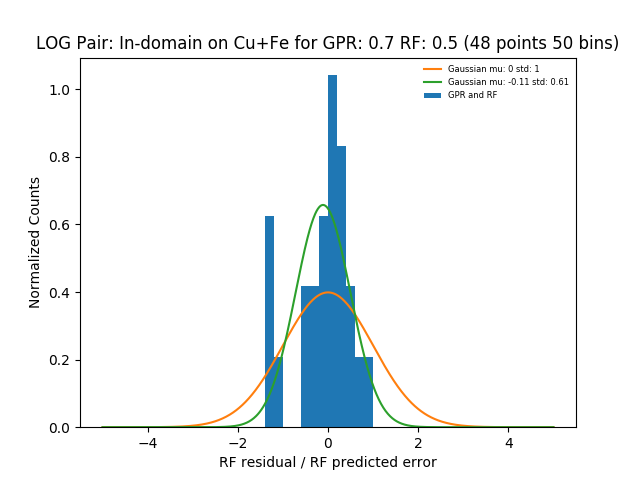 LOG Pair: In-domain on Cu+Fe for GPR: 0.7 RF: 0.5 (48 points 50 bins)
Gaussian mu: 0 std: 1
Gaussian mu: -0.11 std: 0.61
GPR and RF
Normalized Counts
1.0
0.8
0.6
0.4
0.2
0.0
−4 −2 0 2 4
RF residual / RF predicted error